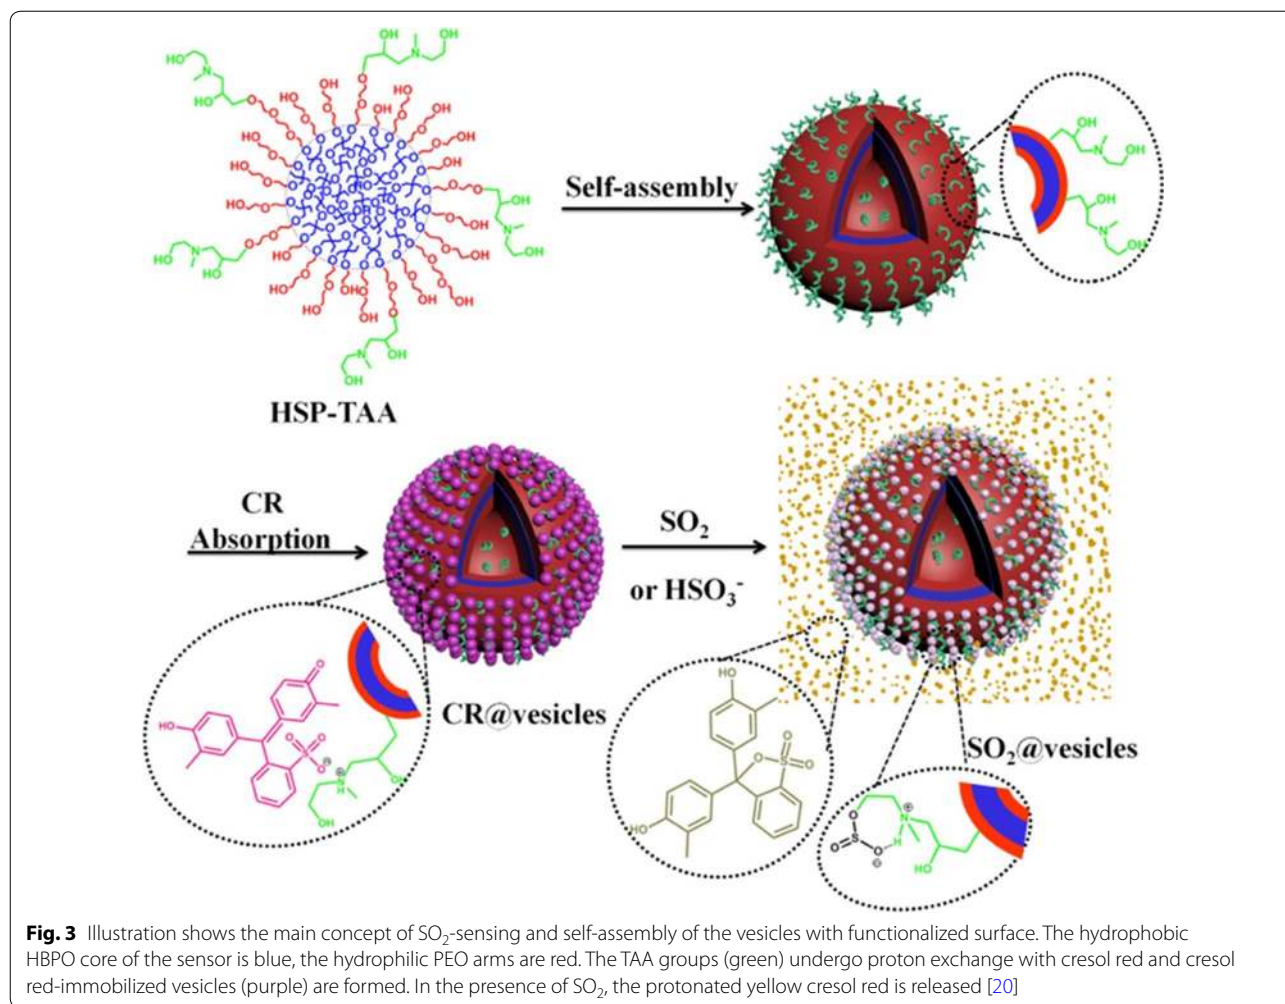 Self-assembly
HSP-TAA
CR
Absorption
SO₂
or HSO₃⁻
CR@vesicles
SO₂@vesicles
Fig. 3 Illustration shows the main concept of SO₂-sensing and self-assembly of the vesicles with functionalized surface. The hydrophobic
HBPO core of the sensor is blue, the hydrophilic PEO arms are red. The TAA groups (green) undergo proton exchange with cresol red and cresol
red-immobilized vesicles (purple) are formed. In the presence of SO₂, the protonated yellow cresol red is released [20]